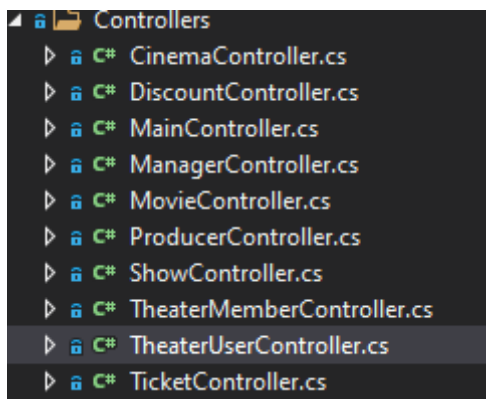 Controllers
C# CinemaController.cs
C# DiscountController.cs
C# MainController.cs
C# ManagerController.cs
C# MovieController.cs
C# ProducerController.cs
C# ShowController.cs
C# TheaterMemberController.cs
C# TheaterUserController.cs
C# TicketController.cs